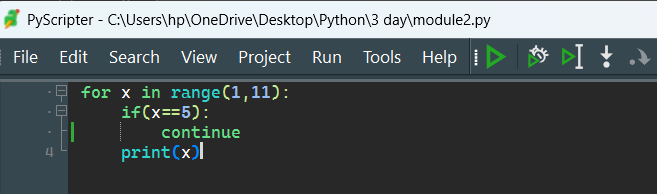 PyScripter - C:\Users\hp\OneDrive\Desktop\Python\3 day\module2.py
File Edit Search View Project Run Tools Help
for x in range(1,11):
    if(x==5):
        continue
4    print(x)